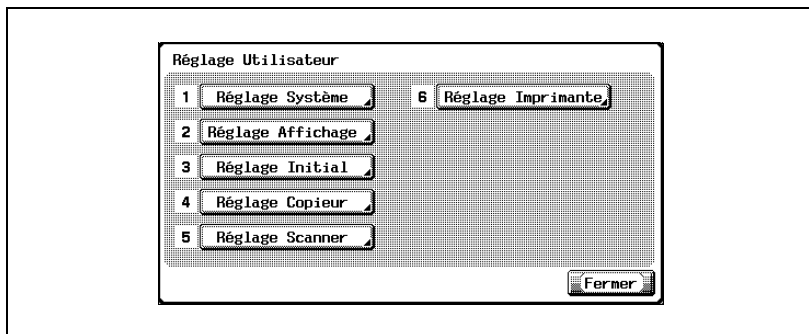 Réglage Utilisateur
1 Réglage Système
2 Réglage Affichage
3 Réglage Initial
4 Réglage Copieur
5 Réglage Scanner
6 Réglage Imprimante
Fermer